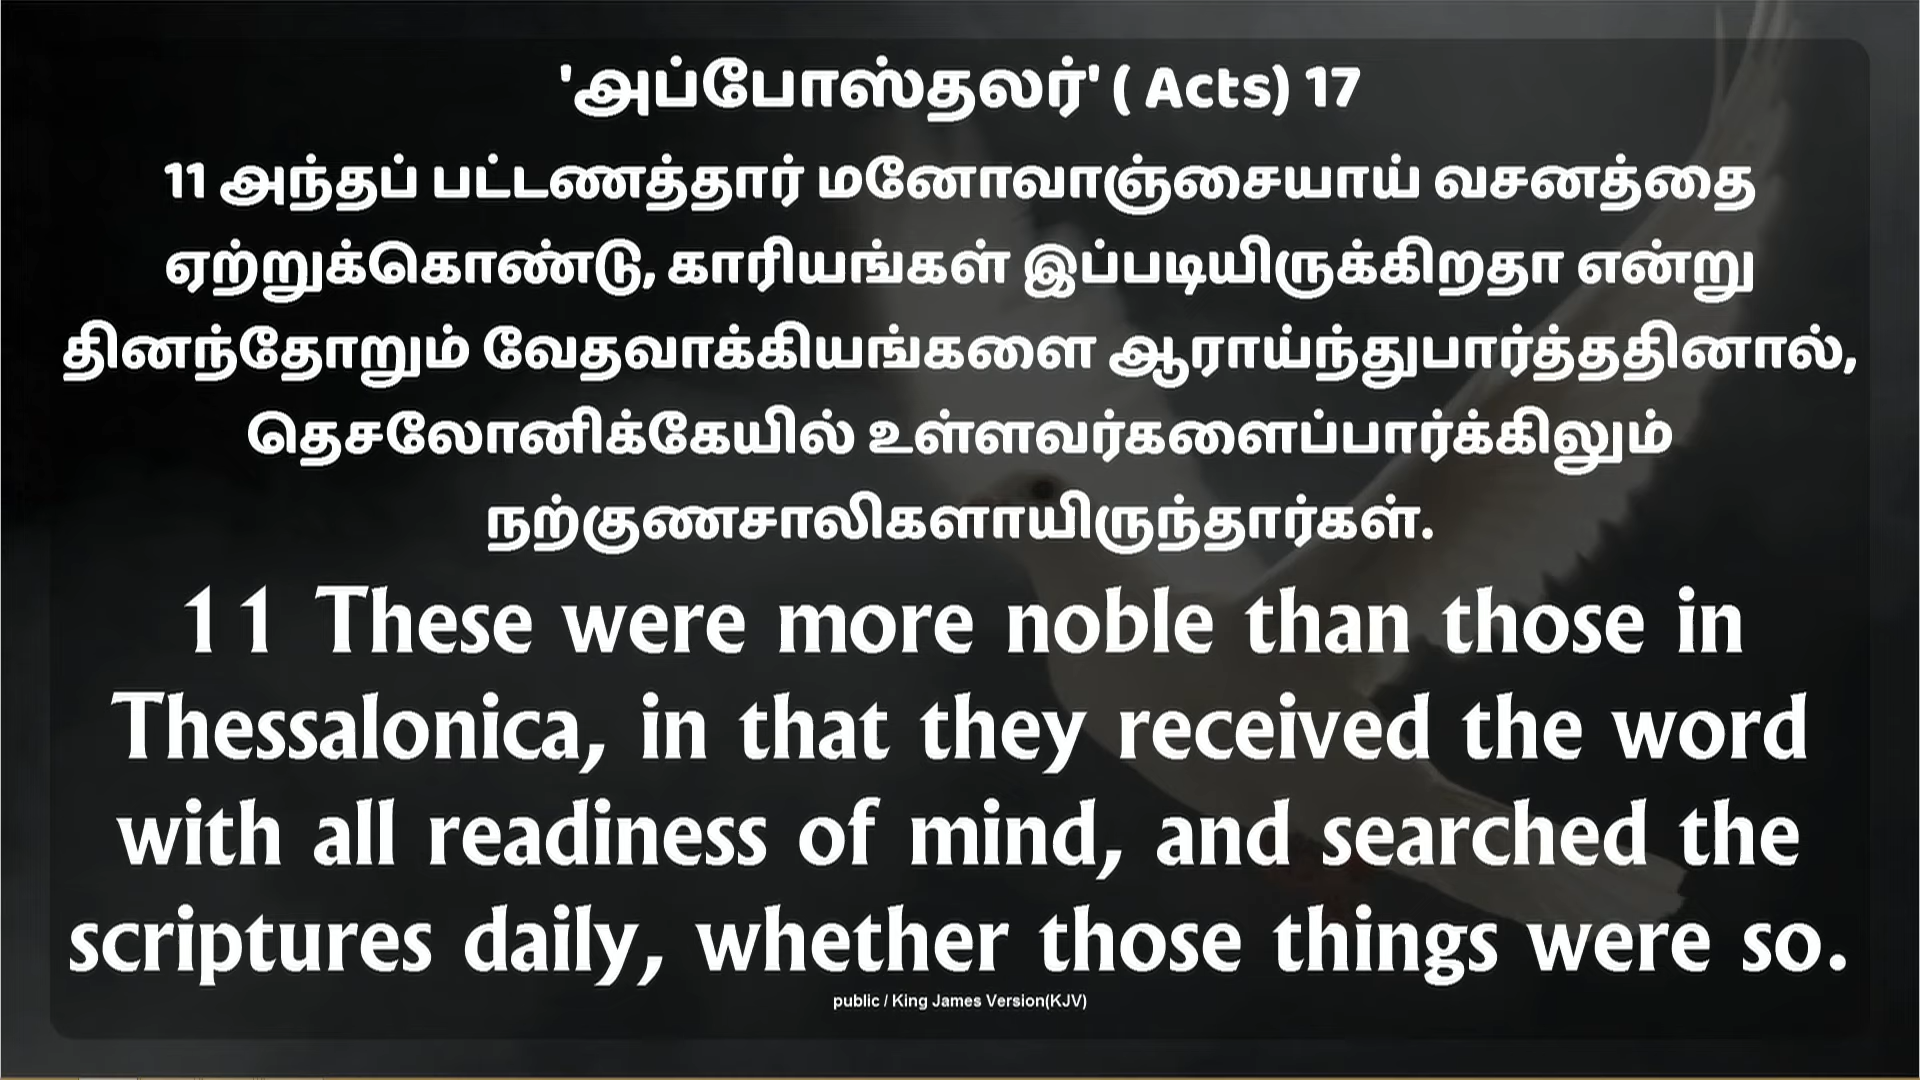 'அப்போஸ்தலர்' ( Acts) 17
11 அந்தப் பட்டணத்தார் மனோவாஞ்சையாய் வசனத்தை
ஏற்றுக்கொண்டு, காரியங்கள் இப்படியிருக்கிறதா என்று
தினந்தோறும் வேதவாக்கியங்களை ஆராய்ந்துபார்த்ததினால்,
தெசலோனிக்கேயில் உள்ளவர்களைப்பார்க்கிலும்
நற்குணசாலிகளாயிருந்தார்கள்.
11 These were more noble than those in
Thessalonica, in that they received the word
with all readiness of mind, and searched the
scriptures daily, whether those things were so.
public / King James Version(KJV)